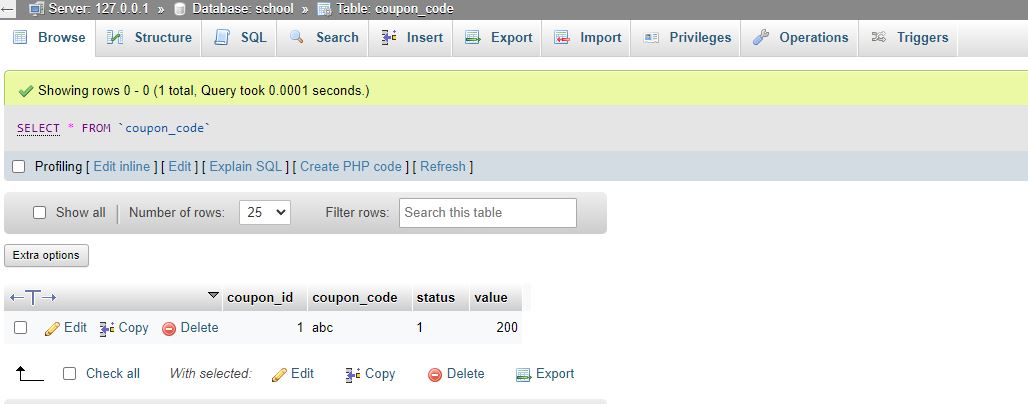 ← Server: 127.0.0.1 » Database: school » Table: coupon_code
Browse Structure SQL Search Insert Export Import Privileges Operations Triggers
Showing rows 0 - 0 (1 total, Query took 0.0001 seconds.)
SELECT * FROM `coupon_code`
Profiling [ Edit inline ] [ Edit ] [ Explain SQL ] [ Create PHP code ] [ Refresh ]
Show all Number of rows: 25 Filter rows: Search this table
Extra options
←T→ coupon_id coupon_code status value
Edit Copy Delete 1 abc 1 200
Check all With selected: Edit Copy Delete Export